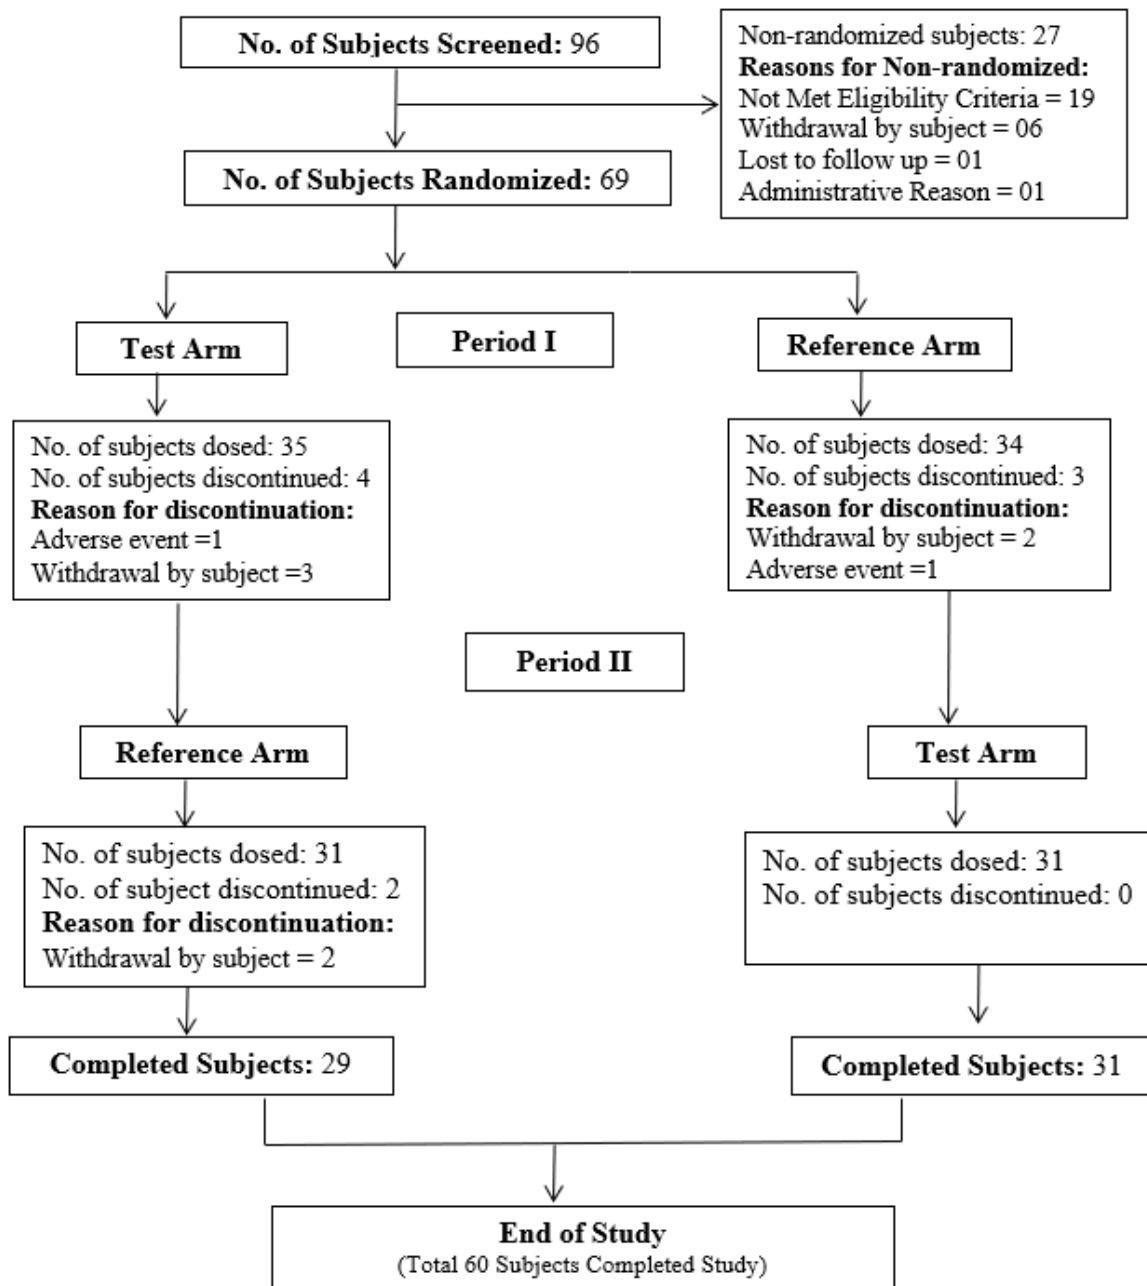 No. of Subjects Screened: 96
Non-randomized subjects: 27
Reasons for Non-randomized:
Not Met Eligibility Criteria = 19
Withdrawal by subject = 06
Lost to follow up = 01
Administrative Reason = 01
No. of Subjects Randomized: 69
Period I
Test Arm
Reference Arm
No. of subjects dosed: 35
No. of subjects discontinued: 4
Reason for discontinuation:
Adverse event =1
Withdrawal by subject =3
No. of subjects dosed: 34
No. of subjects discontinued: 3
Reason for discontinuation:
Withdrawal by subject = 2
Adverse event =1
Period II
Reference Arm
Test Arm
No. of subjects dosed: 31
No. of subject discontinued: 2
Reason for discontinuation:
Withdrawal by subject = 2
No. of subjects dosed: 31
No. of subjects discontinued: 0
Completed Subjects: 29
Completed Subjects: 31
End of Study
(Total 60 Subjects Completed Study)